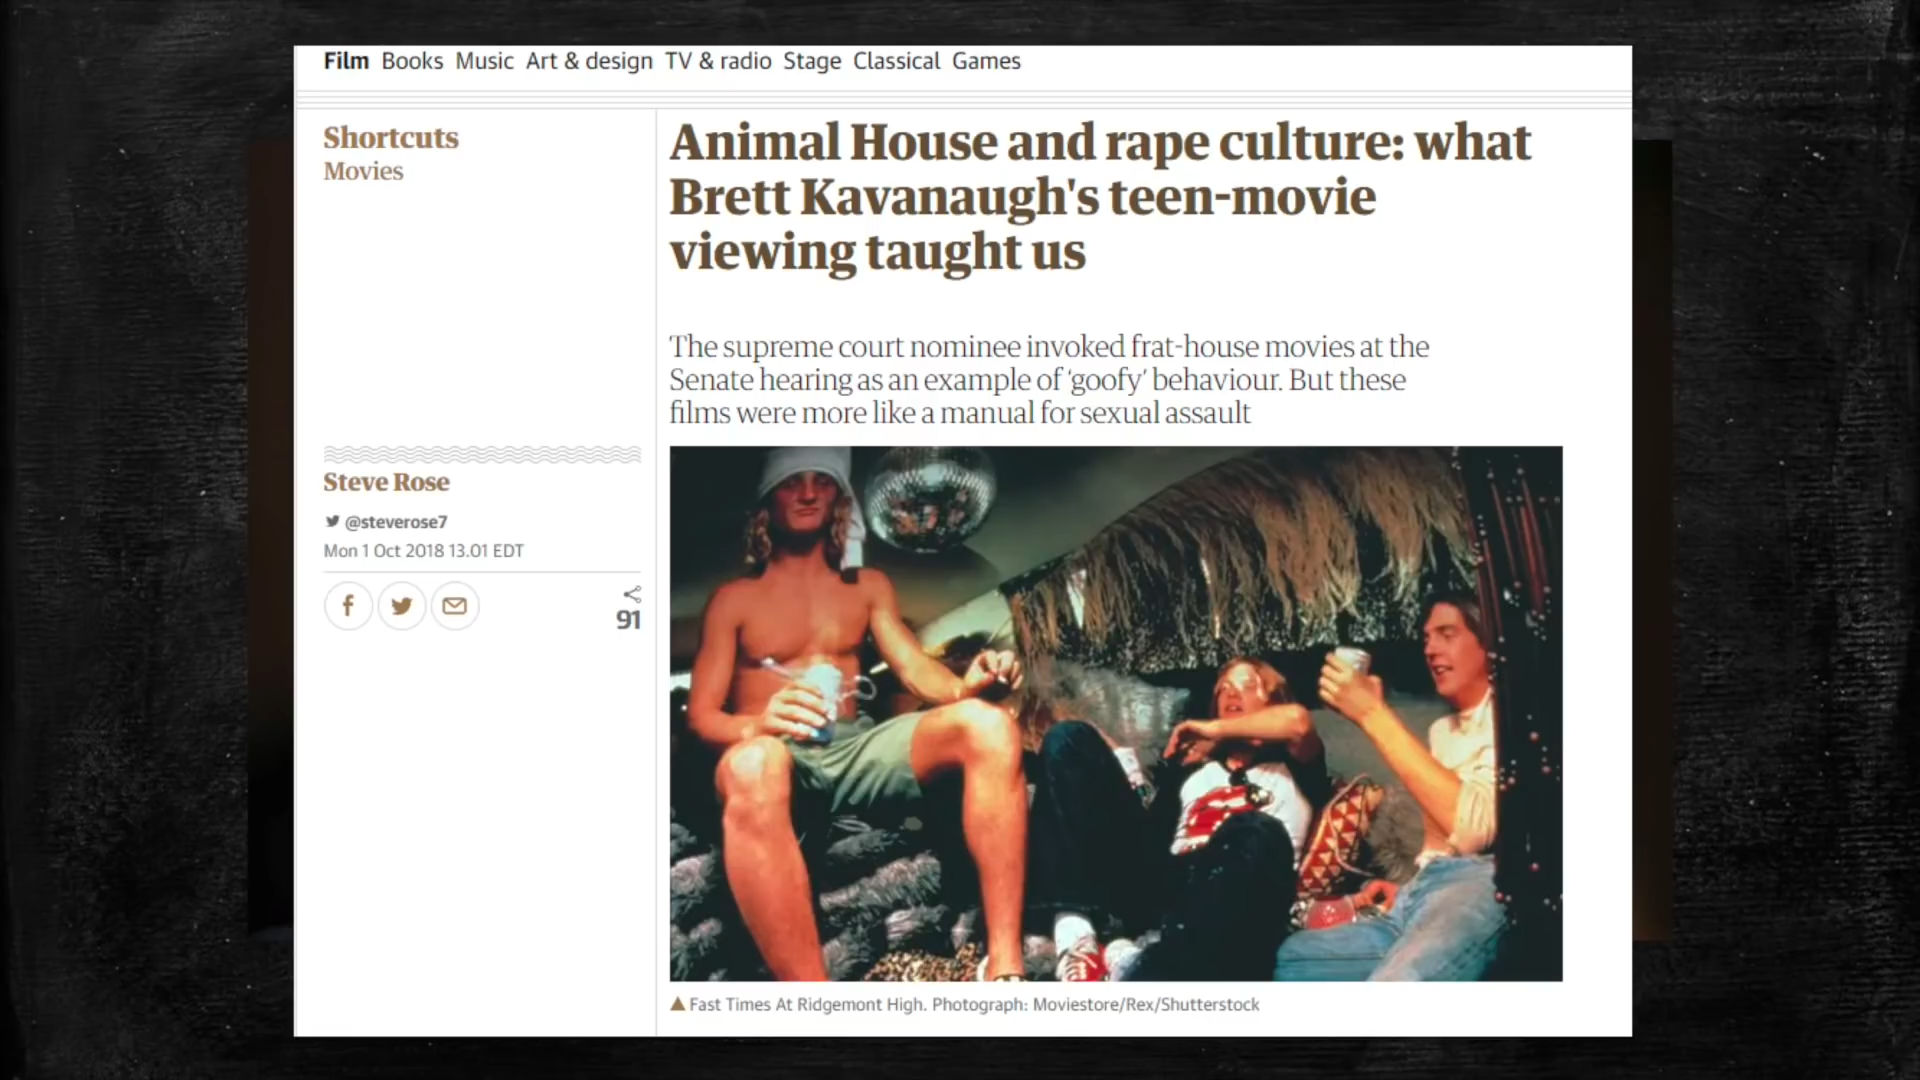 Film Books Music Art & design TV & radio Stage Classical Games
Shortcuts
Movies
Animal House and rape culture: what
Brett Kavanaugh's teen-movie
viewing taught us
The supreme court nominee invoked frat-house movies at the
Senate hearing as an example of ‘goofy’ behaviour. But these
films were more like a manual for sexual assault
Steve Rose
@steverose7
Mon 1 Oct 2018 13.01 EDT
91
Fast Times At Ridgemont High. Photograph: Moviestore/Rex/Shutterstock